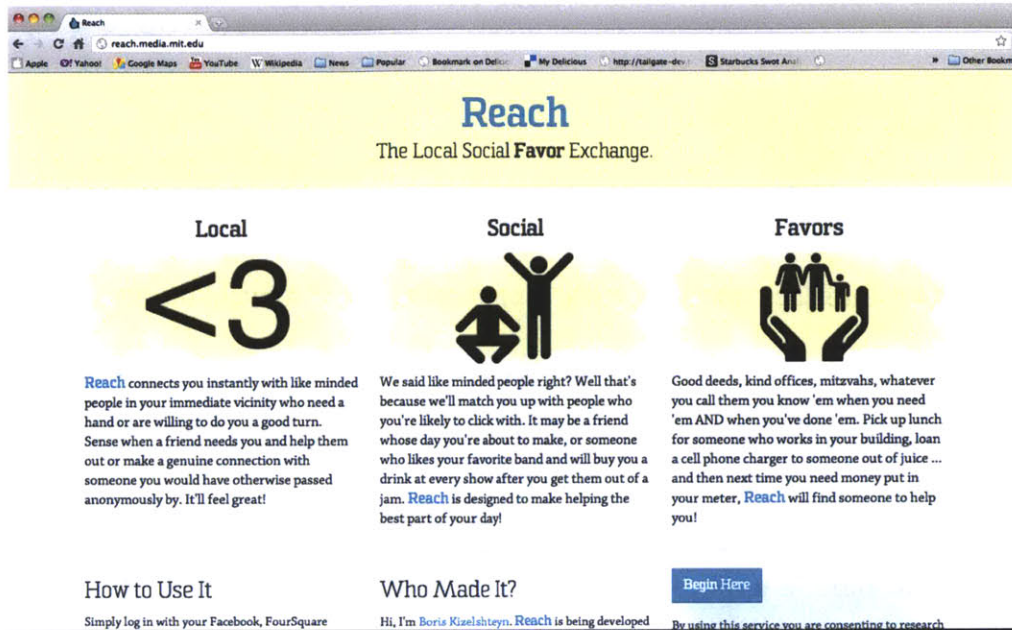 Reach
reach.media.mit.edu
Apple Yahoo! Google Maps YouTube Wikipedia News Popular Bookmark on Delic My Delicious http://tailgate-dev Starbucks Swot Anal Other Bookm
Reach
The Local Social Favor Exchange.
Local
<3
Reach connects you instantly with like minded
people in your immediate vicinity who need a
hand or are willing to do you a good turn.
Sense when a friend needs you and help them
out or make a genuine connection with
someone you would have otherwise passed
anonymously by. It'll feel great!
Social
We said like minded people right? Well that's
because we'll match you up with people who
you're likely to click with. It may be a friend
whose day you're about to make, or someone
who likes your favorite band and will buy you a
drink at every show after you get them out of a
jam. Reach is designed to make helping the
best part of your day!
Favors
Good deeds, kind offices, mitzvahs, whatever
you call them you know 'em when you need
'em AND when you've done 'em. Pick up lunch
for someone who works in your building, loan
a cell phone charger to someone out of juice ...
and then next time you need money put in
your meter, Reach will find someone to help
you!
How to Use It
Simply log in with your Facebook, FourSquare
Who Made It?
Hi, I'm Boris Kizelshteyn. Reach is being developed
Begin Here
By using this service you are consenting to research